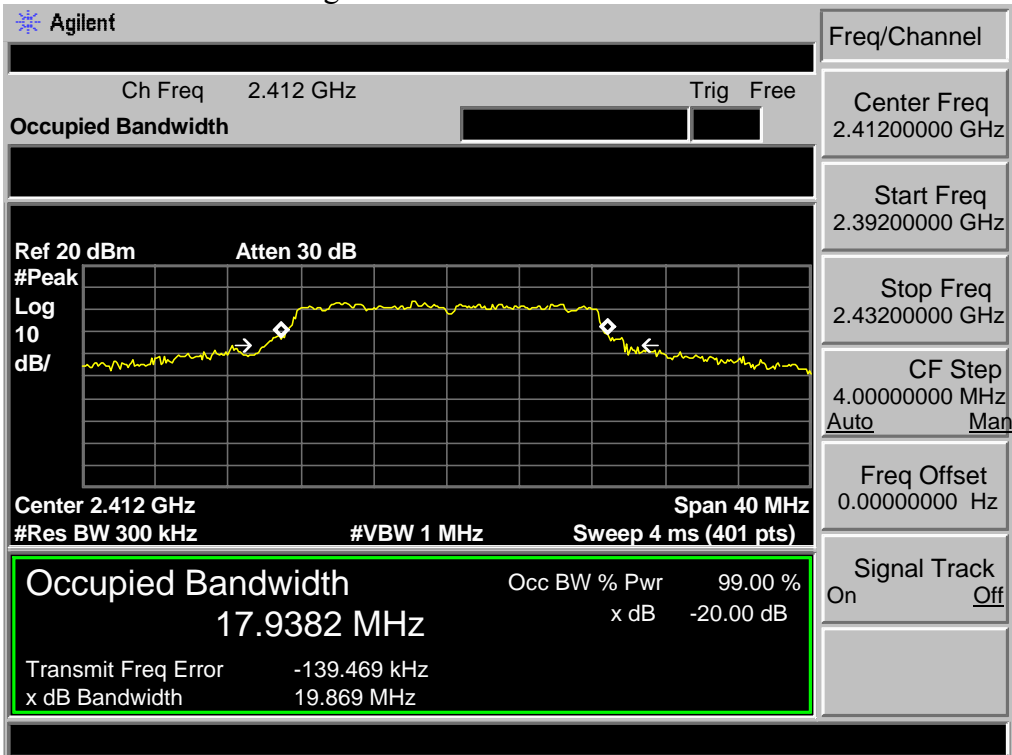 Agilent
Freq/Channel
Ch Freq 2.412 GHz Trig Free
Occupied Bandwidth
Center Freq
2.41200000 GHz
Start Freq
2.39200000 GHz
Stop Freq
2.43200000 GHz
CF Step
4.00000000 MHz
Auto Man
Freq Offset
0.00000000 Hz
Signal Track
On Off
Ref 20 dBm Atten 30 dB
#Peak
Log
10
dB/
Center 2.412 GHz Span 40 MHz
#Res BW 300 kHz #VBW 1 MHz Sweep 4 ms (401 pts)
Occupied Bandwidth Occ BW % Pwr 99.00 %
17.9382 MHz x dB -20.00 dB
Transmit Freq Error -139.469 kHz
x dB Bandwidth 19.869 MHz